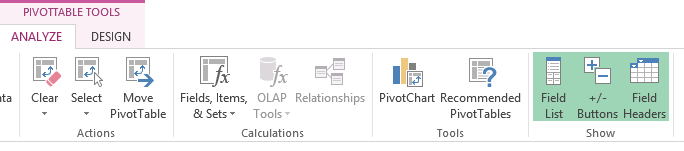 PIVOTTABLE TOOLS
ANALYZE DESIGN
ata Clear Select Move PivotTable
Fields, Items, & Sets OLAP Tools Relationships
PivotChart Recommended PivotTables
Field List +/- Buttons Field Headers
Actions Calculations Tools Show